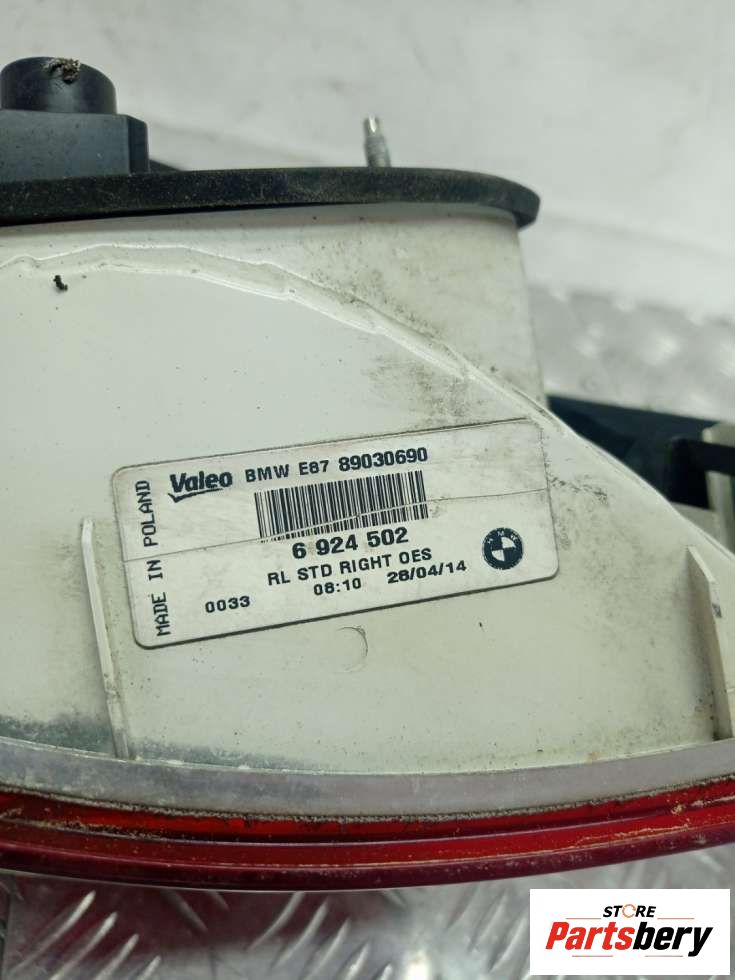 MADE IN POLAND
Valeo BMW E87 89030690
6 924 502
RL STD RIGHT OES
0033 08:10 28/04/14
BMW
STORE
Partsbery